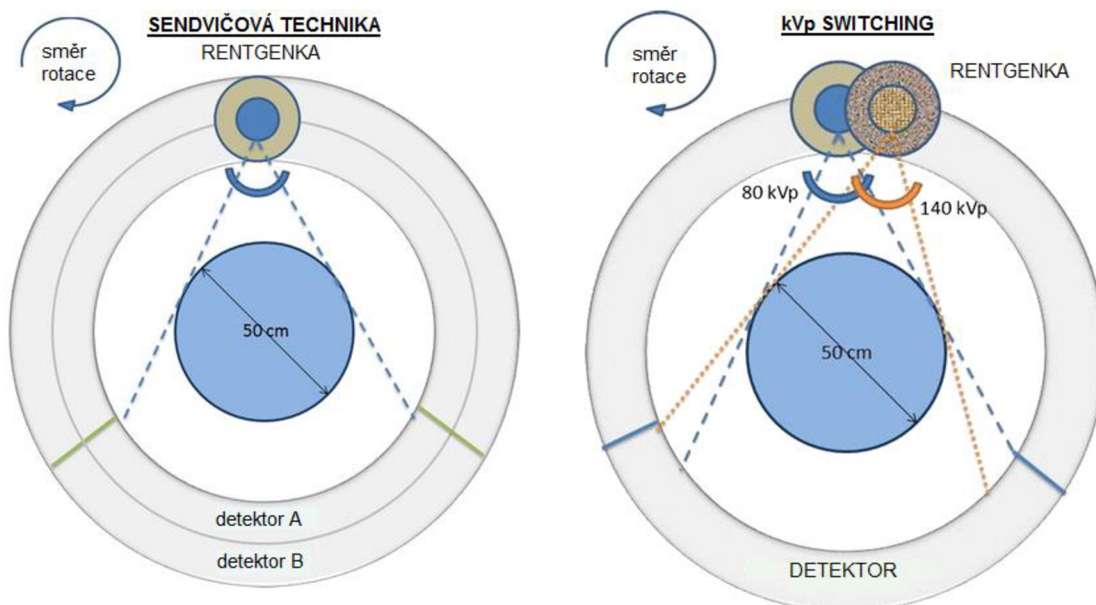 SENDVIČOVÁ TECHNIKA
RENTGENKA
směr
rotace
50 cm
detektor A
detektor B
kVp SWITCHING
směr
rotace
RENTGENKA
80 kVp
140 kVp
50 cm
DETEKTOR